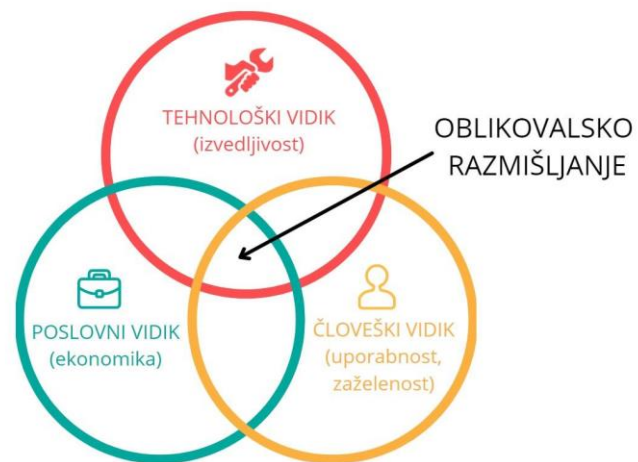 TEHNOLOŠKI VIDIK
(izvedljivost)
OBLIKOVALSKO
RAZMIŠLJANJE
POSLOVNI VIDIK
(ekonomika)
ČLOVEŠKI VIDIK
(uporabnost,
zaželenost)